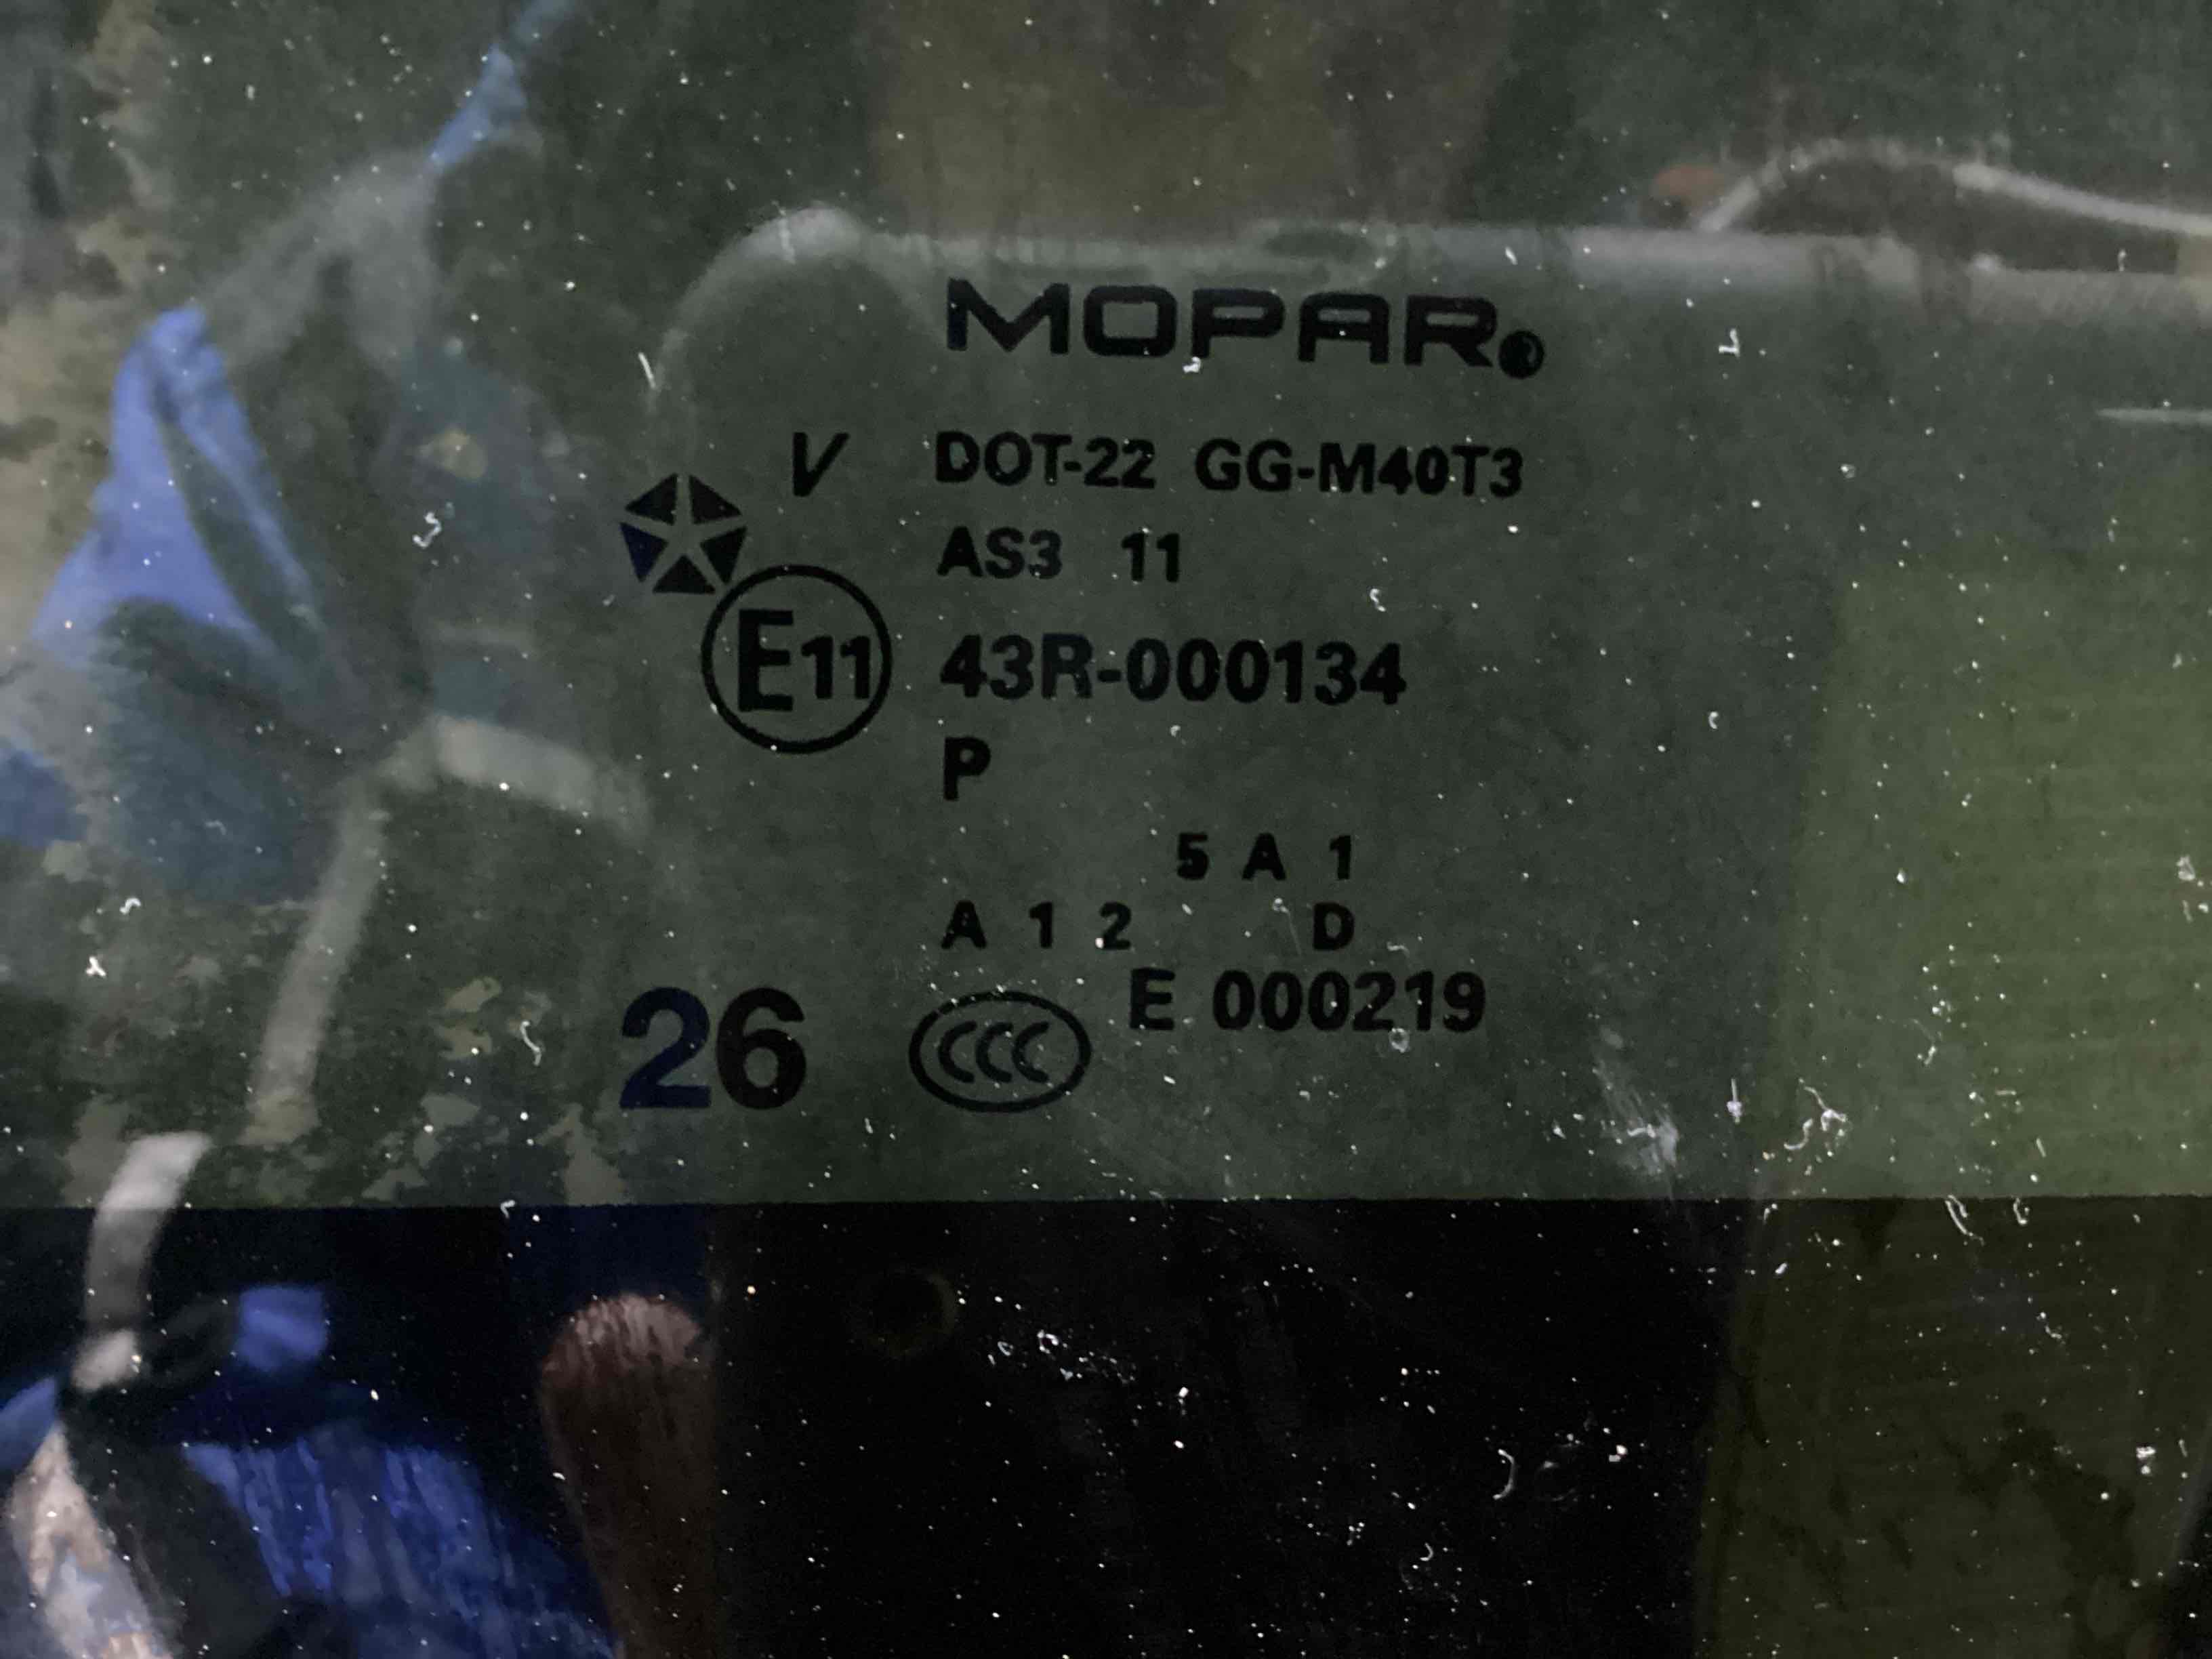 MOPAR®
V DOT-22 GG-M40T3
AS3 11
E11 43R-000134
P
5 A 1
A 1 2 D
E 000219
26 CCC